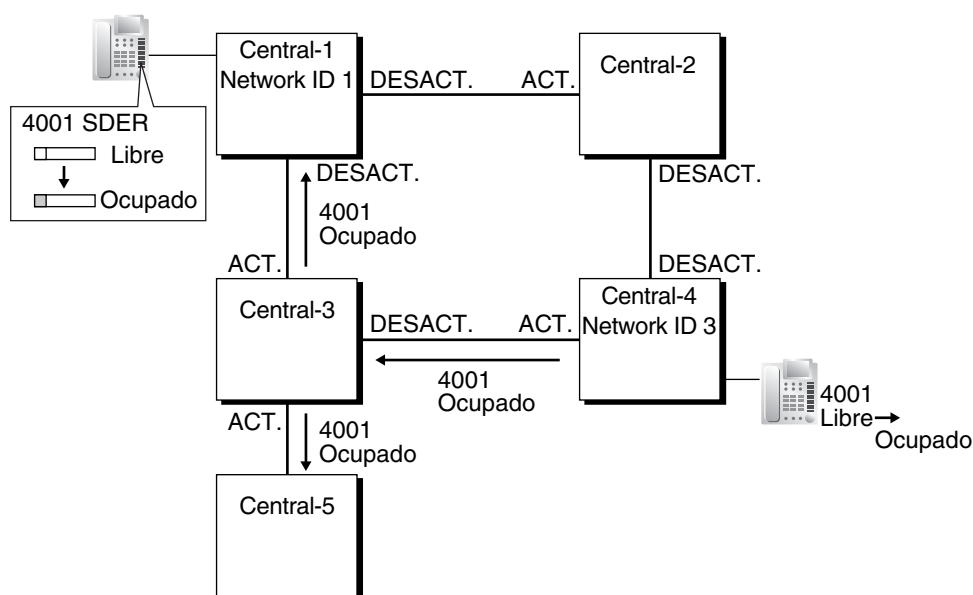 Central-1
Network ID 1
DESACT.
ACT.
Central-2
4001 SDER
Libre
Ocupado
DESACT.
4001
Ocupado
DESACT.
ACT.
DESACT.
Central-3
DESACT.
ACT.
Central-4
Network ID 3
4001
Ocupado
4001
Libre
Ocupado
ACT.
4001
Ocupado
Central-5